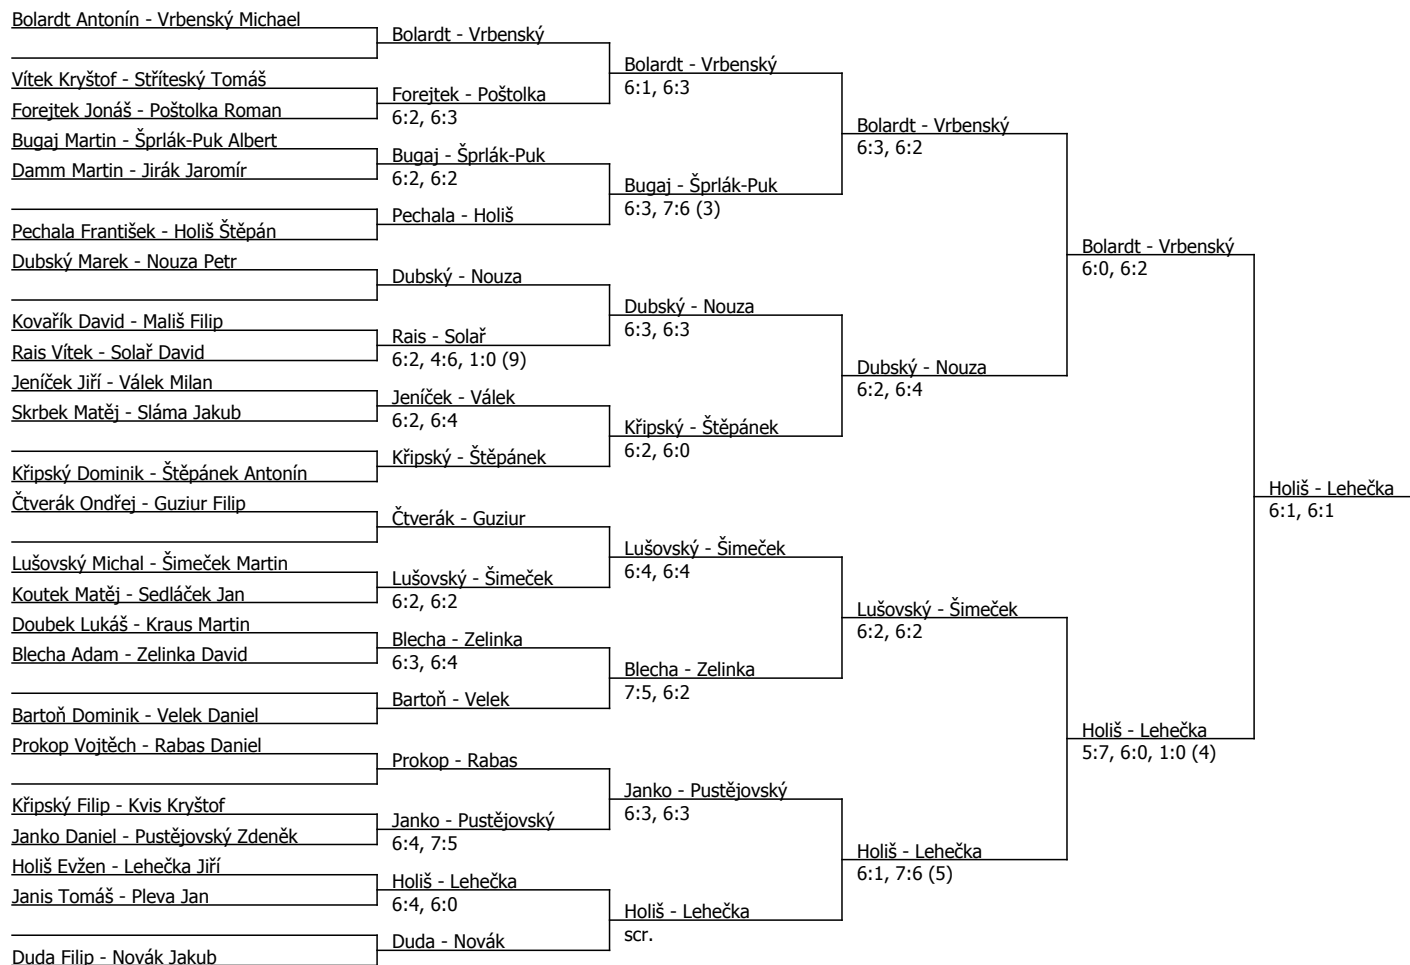 Bolardt Antonín - Vrbenský Michael
Vítek Kryštof - Stříteský Tomáš
Forejtek Jonáš - Poštolka Roman
Bugaj Martin - Šprlák-Puk Albert
Damm Martin - Jirák Jaromír
Pechala František - Holiš Štěpán
Dubský Marek - Nouza Petr
Kovařík David - Mališ Filip
Rais Vítek - Solař David
Jeníček Jiří - Válek Milan
Skrbek Matěj - Sláma Jakub
Křipský Dominik - Štěpánek Antonín
Čtverák Ondřej - Guziur Filip
Lušovský Michal - Šimeček Martin
Koutek Matěj - Sedláček Jan
Doubek Lukáš - Kraus Martin
Blecha Adam - Zelinka David
Bartoň Dominik - Velek Daniel
Prokop Vojtěch - Rabas Daniel
Křipský Filip - Kvis Kryštof
Janko Daniel - Pustějovský Zdeněk
Holiš Evžen - Lehečka Jiří
Janis Tomáš - Pleva Jan
Duda Filip - Novák Jakub
Bolardt - Vrbenský
Forejtek - Poštolka
6:2, 6:3
Bugaj - Šprlák-Puk
6:2, 6:2
Pechala - Holiš
Dubský - Nouza
Rais - Solař
6:2, 4:6, 1:0 (9)
Jeníček - Válek
6:2, 6:4
Křipský - Štěpánek
Čtverák - Guziur
Lušovský - Šimeček
6:2, 6:2
Blecha - Zelinka
6:3, 6:4
Bartoň - Velek
Prokop - Rabas
Janko - Pustějovský
6:4, 7:5
Holiš - Lehečka
6:4, 6:0
Duda - Novák
Bolardt - Vrbenský
6:1, 6:3
Bugaj - Šprlák-Puk
6:3, 7:6 (3)
Dubský - Nouza
6:3, 6:3
Křipský - Štěpánek
6:2, 6:0
Lušovský - Šimeček
6:4, 6:4
Blecha - Zelinka
7:5, 6:2
Janko - Pustějovský
6:3, 6:3
Holiš - Lehečka
scr.
Bolardt - Vrbenský
6:3, 6:2
Dubský - Nouza
6:2, 6:4
Lušovský - Šimeček
6:2, 6:2
Holiš - Lehečka
6:1, 7:6 (5)
Bolardt - Vrbenský
6:0, 6:2
Holiš - Lehečka
5:7, 6:0, 1:0 (4)
Holiš - Lehečka
6:1, 6:1